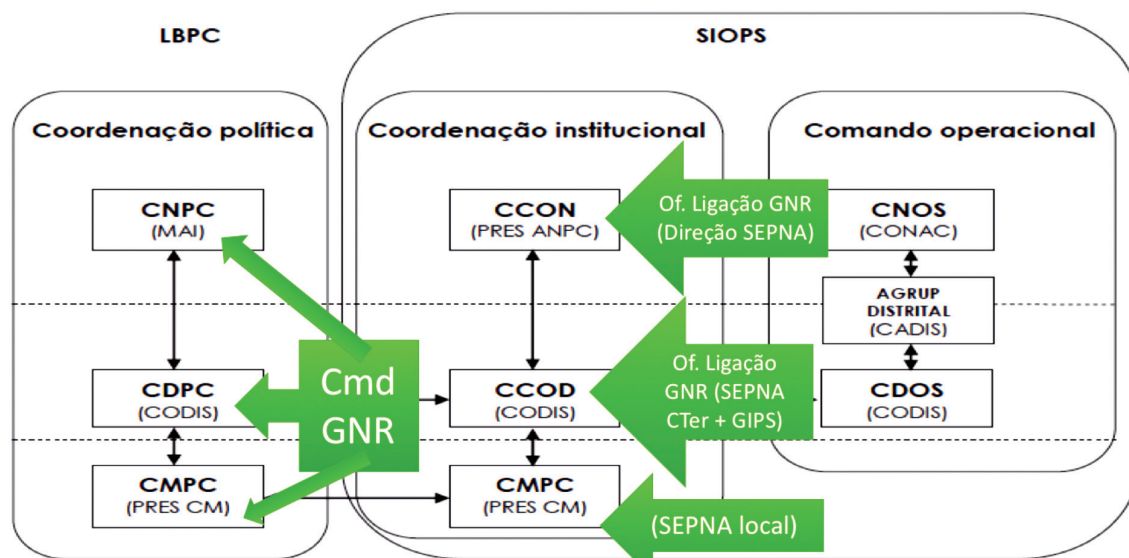 LBPC
SIOPS
Coordenação política
Coordenação institucional
Comando operacional
CNPC
(MAI)
CCON
(PRES ANPC)
Of. Ligação GNR
(Direção SEPNA)
CNOS
(CONAC)
AGRUP
DISTRITAL
(CADIS)
Cmd
GNR
CDPC
(CODIS)
CCOD
(CODIS)
Of. Ligação
GNR (SEPNA
CTer + GIPS)
CDOS
(CODIS)
CMPC
(PRES CM)
CMPC
(PRES CM)
(SEPNA local)